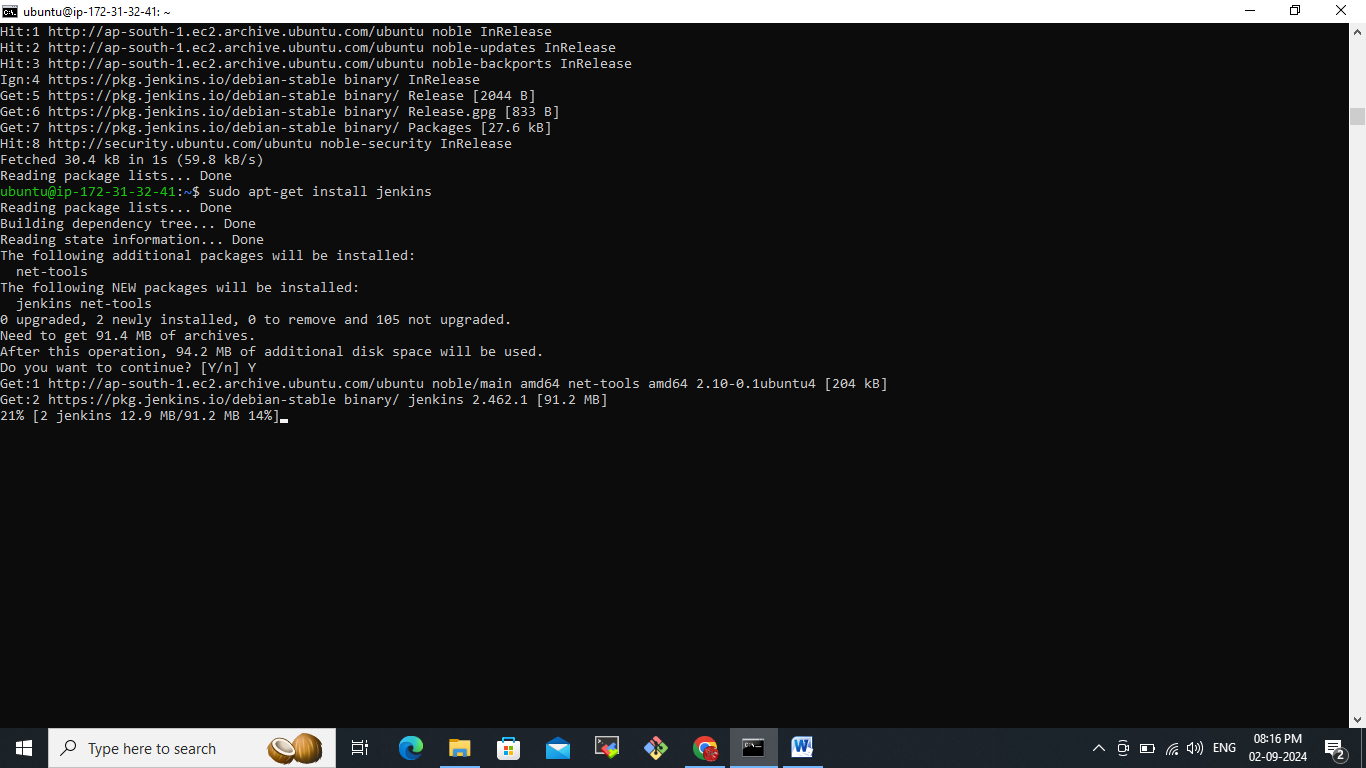 ubuntu@ip-172-31-32-41: ~
Hit:1 http://ap-south-1.ec2.archive.ubuntu.com/ubuntu noble InRelease
Hit:2 http://ap-south-1.ec2.archive.ubuntu.com/ubuntu noble-updates InRelease
Hit:3 http://ap-south-1.ec2.archive.ubuntu.com/ubuntu noble-backports InRelease
Ign:4 https://pkg.jenkins.io/debian-stable binary/ InRelease
Get:5 https://pkg.jenkins.io/debian-stable binary/ Release [2044 B]
Get:6 https://pkg.jenkins.io/debian-stable binary/ Release.gpg [833 B]
Get:7 https://pkg.jenkins.io/debian-stable binary/ Packages [27.6 kB]
Hit:8 http://security.ubuntu.com/ubuntu noble-security InRelease
Fetched 30.4 kB in 1s (59.8 kB/s)
Reading package lists... Done
ubuntu@ip-172-31-32-41:~$ sudo apt-get install jenkins
Reading package lists... Done
Building dependency tree... Done
Reading state information... Done
The following additional packages will be installed:
  net-tools
The following NEW packages will be installed:
  jenkins net-tools
0 upgraded, 2 newly installed, 0 to remove and 105 not upgraded.
Need to get 91.4 MB of archives.
After this operation, 94.2 MB of additional disk space will be used.
Do you want to continue? [Y/n] Y
Get:1 http://ap-south-1.ec2.archive.ubuntu.com/ubuntu noble/main amd64 net-tools amd64 2.10-0.1ubuntu4 [204 kB]
Get:2 https://pkg.jenkins.io/debian-stable binary/ jenkins 2.462.1 [91.2 MB]
21% [2 jenkins 12.9 MB/91.2 MB 14%]
Type here to search
ENG
08:16 PM
02-09-2024
2